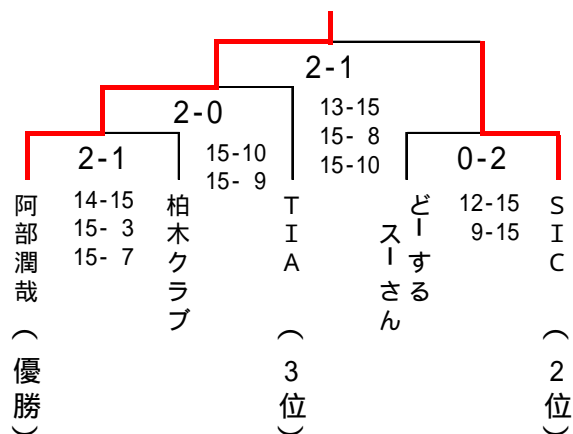 2-1
2-0
13-15
15- 8
15-10
2-1
15-10
15- 9
0-2
14-15
15- 3
15- 7
12-15
9-15
阿部潤哉（優勝）
柏木クラブ
TIA（3位）
どーする
スーさん
SIC（2位）